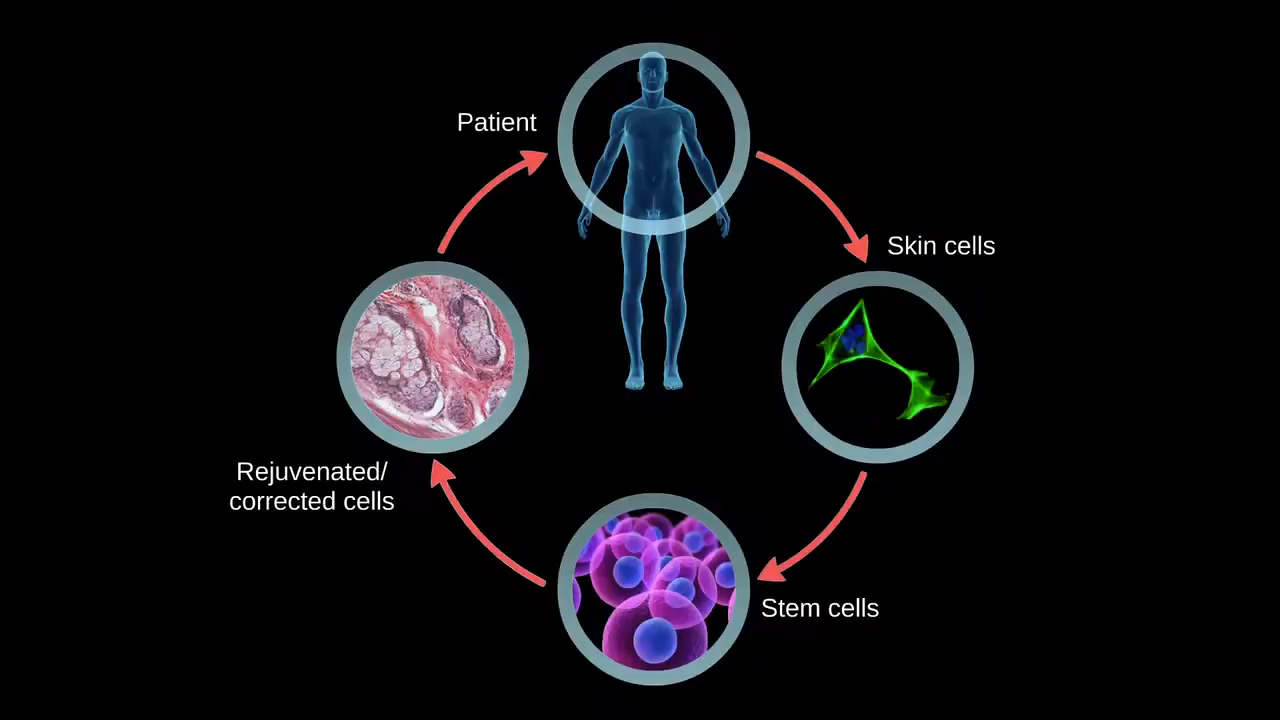 Patient
Skin cells
Rejuvenated/
corrected cells
Stem cells